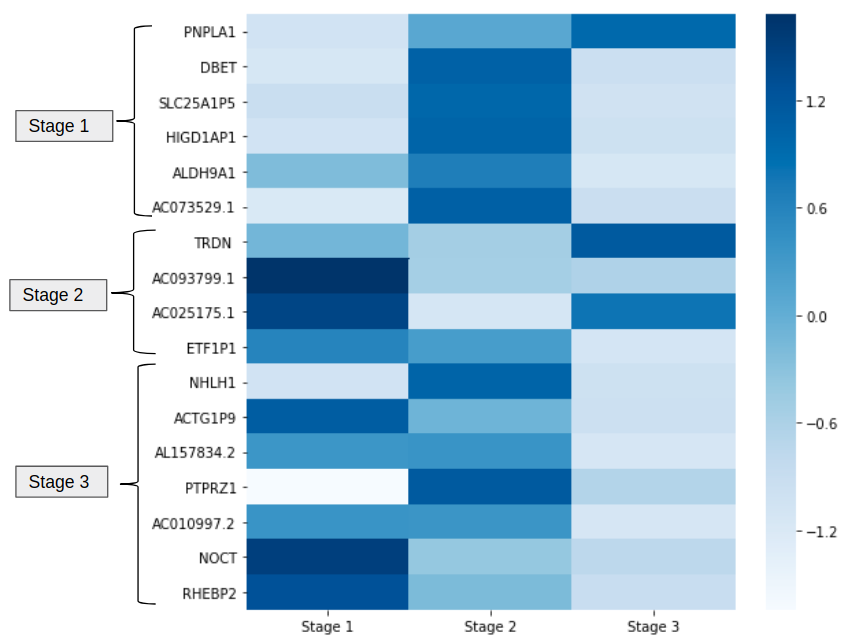 PNPLA1
DBET
SLC25A1P5
HIGD1AP1
ALDH9A1
AC073529.1
TRDN
AC093799.1
AC025175.1
ETF1P1
NHLH1
ACTG1P9
AL157834.2
PTPRZ1
AC010997.2
NOCT
RHEBP2
Stage 1
Stage 2
Stage 3
Stage 1 Stage 2 Stage 3
1.2
0.6
0.0
−0.6
−1.2